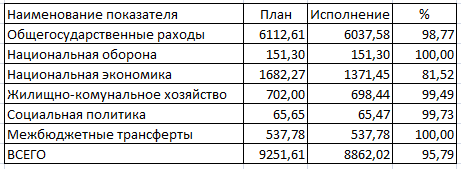 Наименование показателя План Исполнение %
Общегосударственные раходы 6112,61 6037,58 98,77
Национальная оборона 151,30 151,30 100,00
Национальная экономика 1682,27 1371,45 81,52
Жилищно-комунальное хозяйство 702,00 698,44 99,49
Социальная политика 65,65 65,47 99,73
Межбюджетные трансферты 537,78 537,78 100,00
ВСЕГО 9251,61 8862,02 95,79